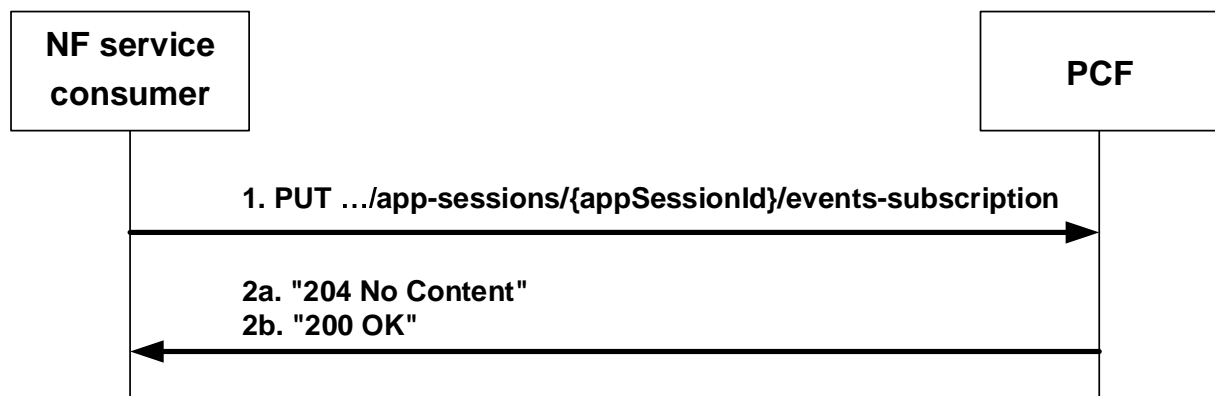 NF service
consumer
PCF
1. PUT …/app-sessions/{appSessionId}/events-subscription
2a. "204 No Content"
2b. "200 OK"